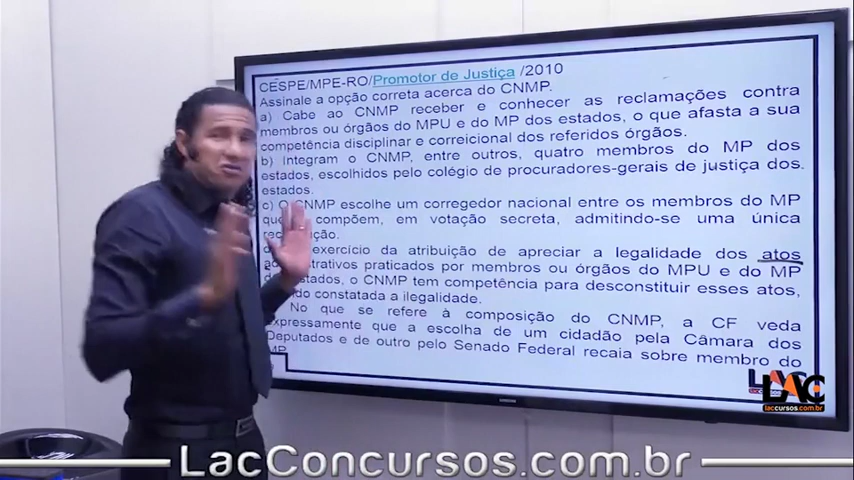 CESPE/MPE-RO/Promotor de Justiça /2010
Assinale a opção correta acerca do CNMP.
a) Cabe ao CNMP receber e conhecer as reclamações contra
membros ou órgãos do MPU e do MP dos estados, o que afasta a sua
competência disciplinar e correicional dos referidos órgãos.
b) Integram o CNMP, entre outros, quatro membros do MP dos
estados, escolhidos pelo colégio de procuradores-gerais de justiça dos
estados.
c) O CNMP escolhe um corregedor nacional entre os membros do MP
que compõem, em votação secreta, admitindo-se uma única
exercício da atribuição de apreciar a legalidade dos atos
praticados por membros ou órgãos do MPU e do MP
estados, o CNMP tem competência para desconstituir esses atos,
constatada a ilegalidade.
No que se refere à composição do CNMP, a CF veda
expressamente que a escolha de um cidadão pela Câmara dos
Deputados e de outro pelo Senado Federal recaia sobre membro do
MP
SAMSUNG
LAC
laccursos.com.br
LacConcursos.com.br